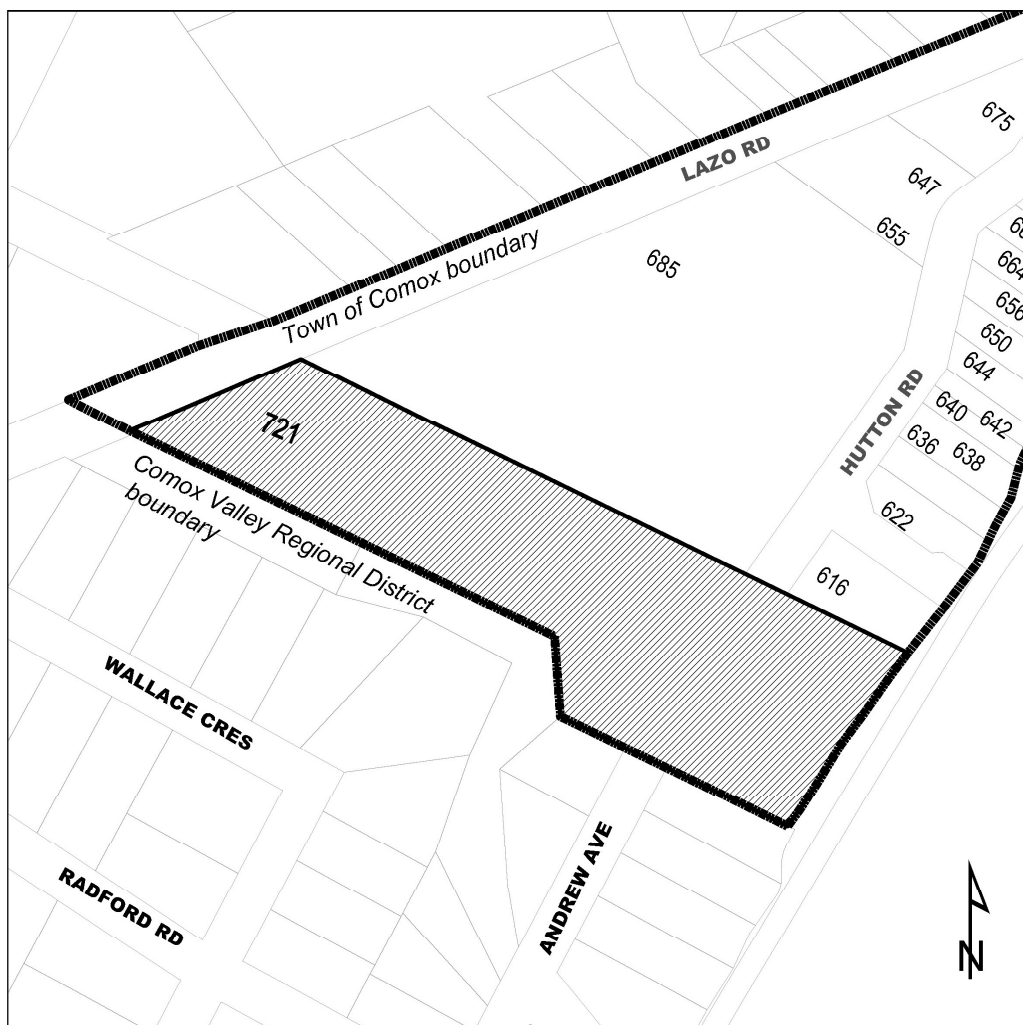 675
LAZO RD
647
655
685
664
656
650
Town of Comox boundary
644
640
642
HUTTON RD
636
638
721
622
Comox Valley Regional District
boundary
616
WALLACE CRES
ANDREW AVE
RADFORD RD
N